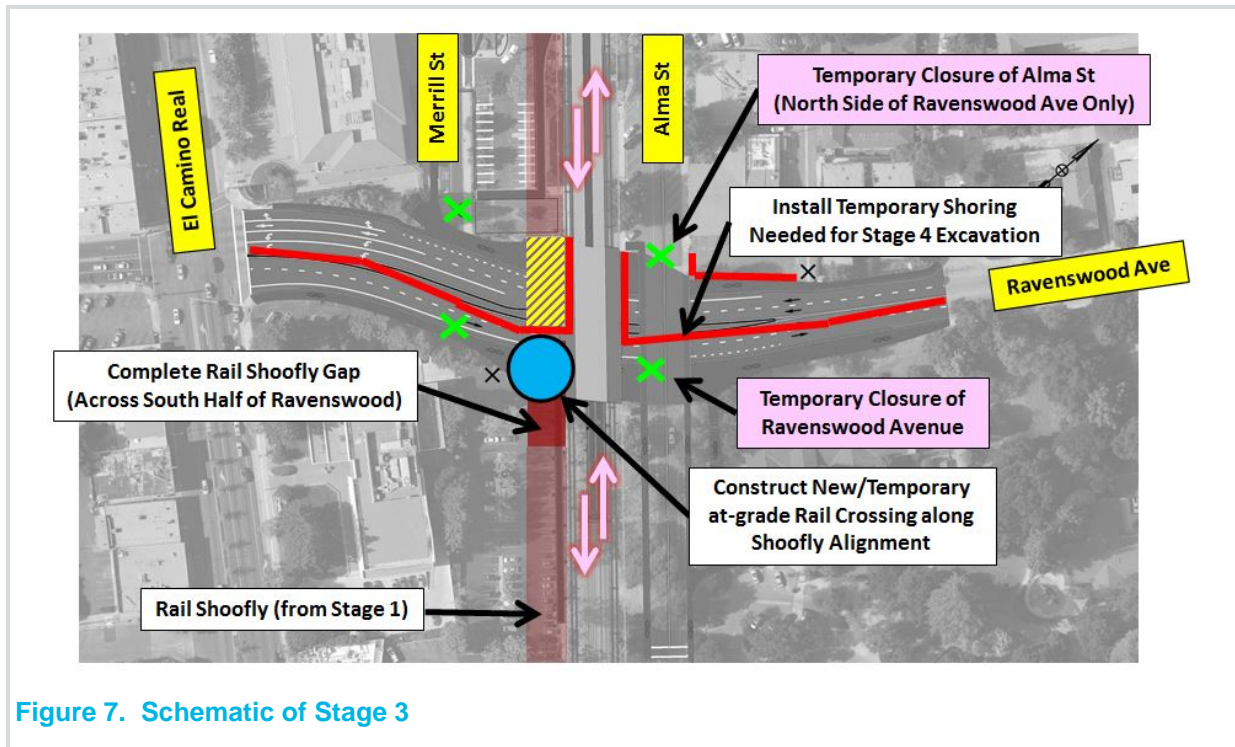 El Camino Real
Merrill St
Alma St
Temporary Closure of Alma St
(North Side of Ravenswood Ave Only)
Install Temporary Shoring
Needed for Stage 4 Excavation
Ravenswood Ave
Complete Rail Shoofly Gap
(Across South Half of Ravenswood)
Temporary Closure of
Ravenswood Avenue
Construct New/Temporary
at-grade Rail Crossing along
Shoofly Alignment
Rail Shoofly (from Stage 1)
Figure 7. Schematic of Stage 3